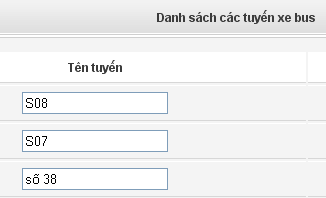 Danh sách các tuyến xe bus
Tên tuyến
S08
S07
số 38